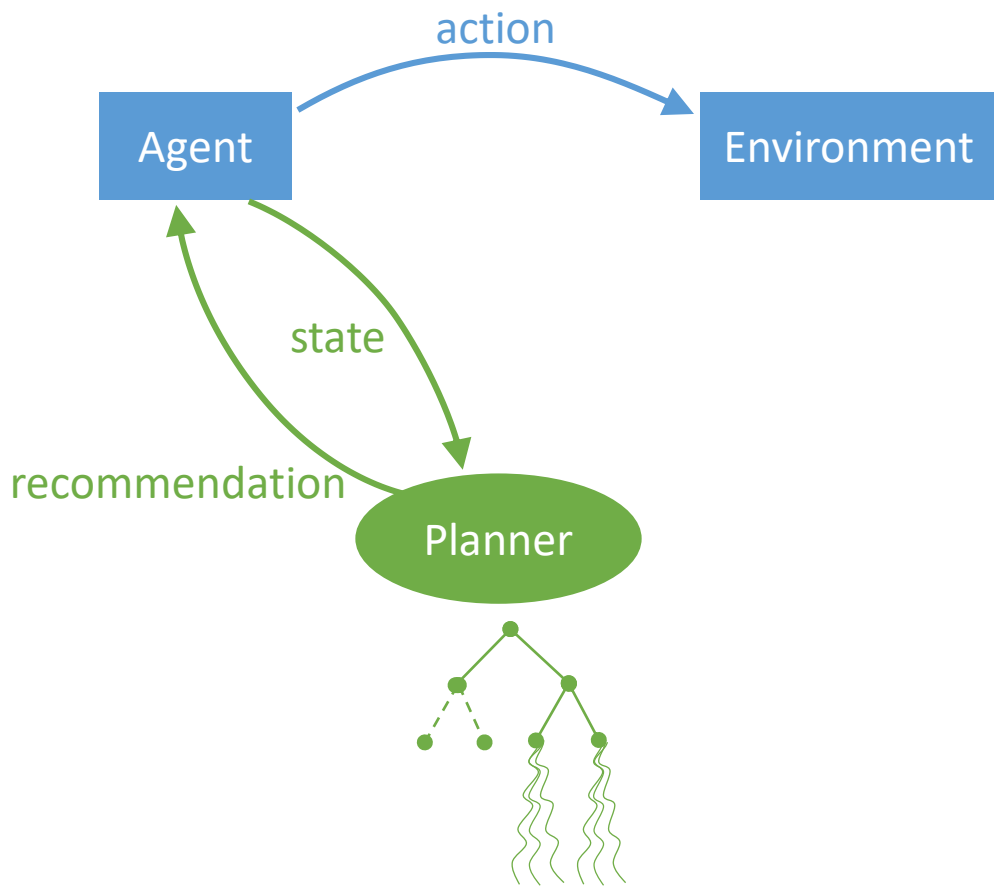 action
Agent
Environment
state
recommendation
Planner